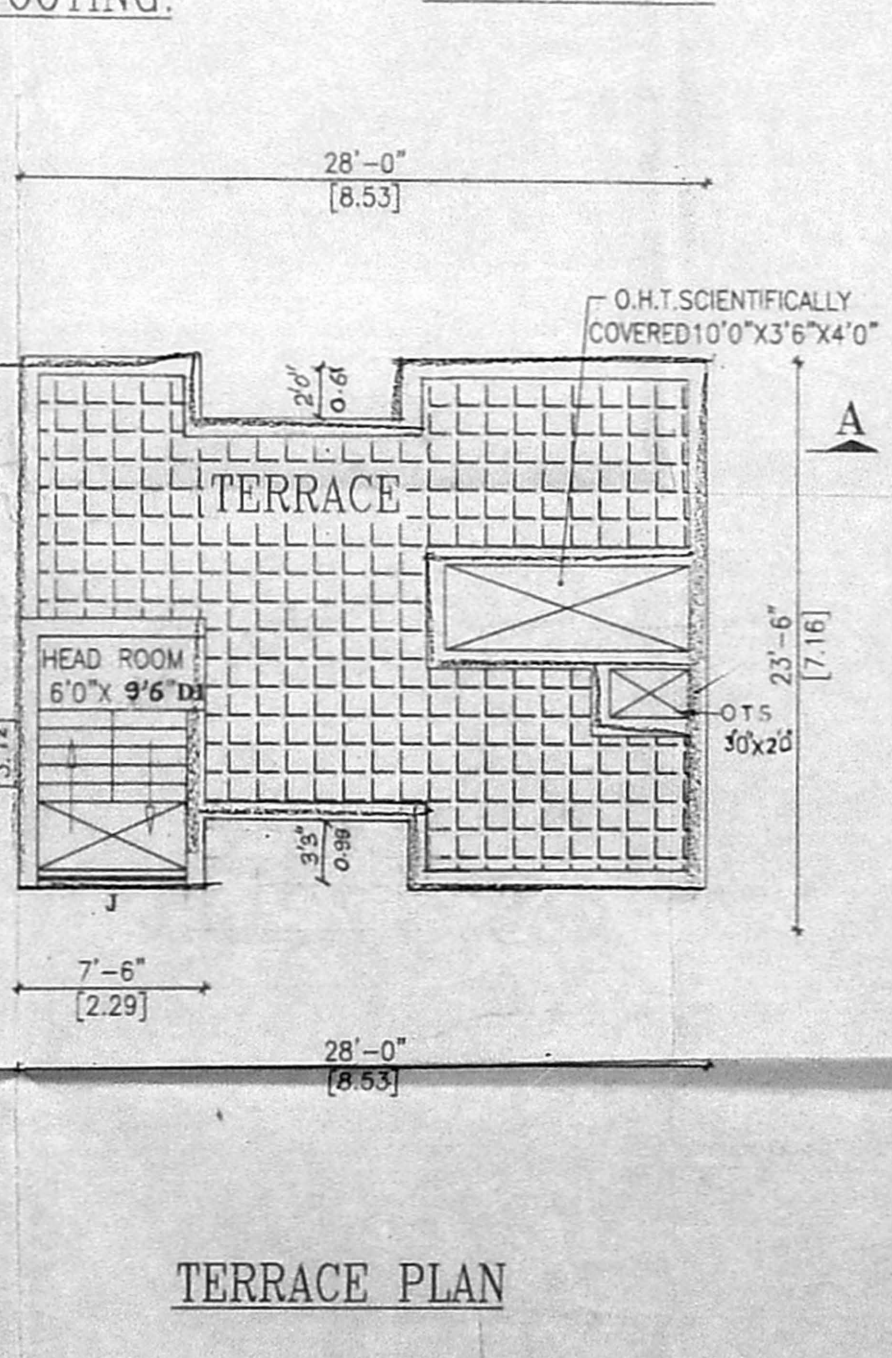 28'-0"
[8.53]
O.H.T.SCIENTIFICALLY
COVERED10'0"X3'6"X4'0"
2'0"
0.61
A
TERRACE
HEAD ROOM
6'0"X 9'6"D1
23'-6"
[7.16]
OTS
3'0"X2'0"
3'3"
0.99
J
7'-6"
[2.29]
28'-0"
[8.53]
TERRACE PLAN